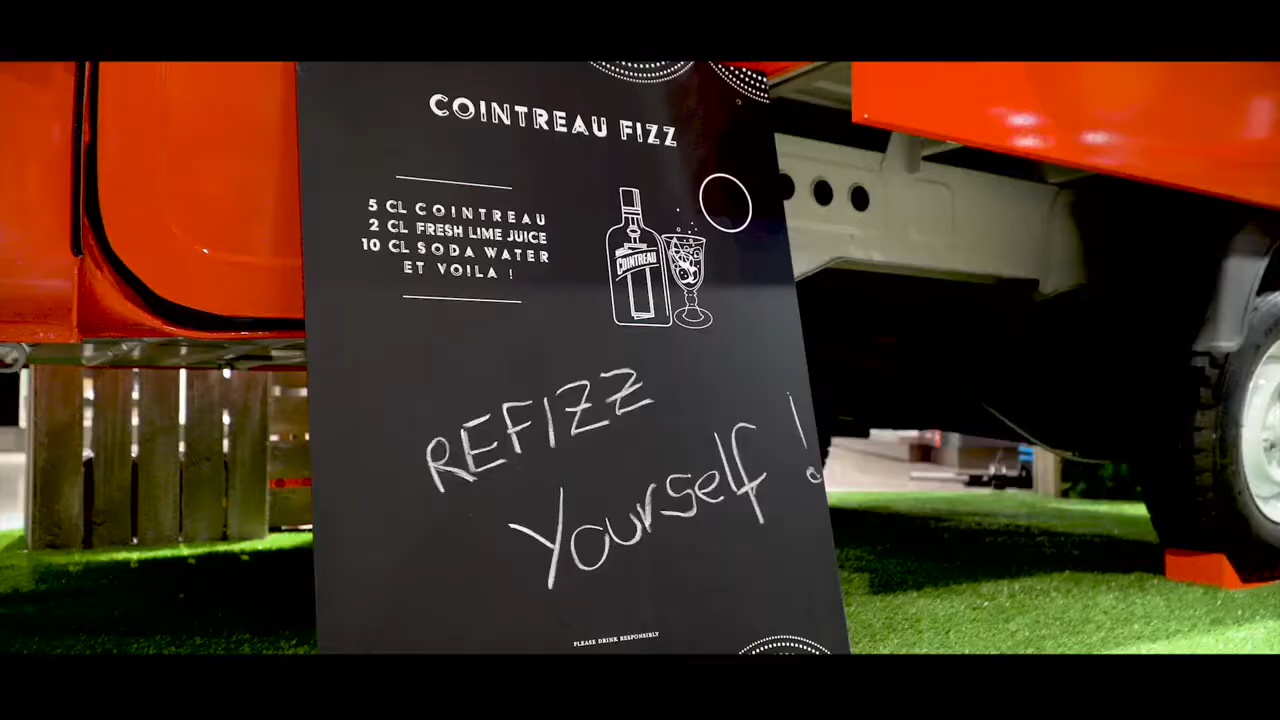 COINTREAU FIZZ
5 CL COINTREAU
2 CL FRESH LIME JUICE
10 CL SODA WATER
ET VOILA !
COINTREAU
REFIZZ
Yourself !
PLEASE DRINK RESPONSIBLY